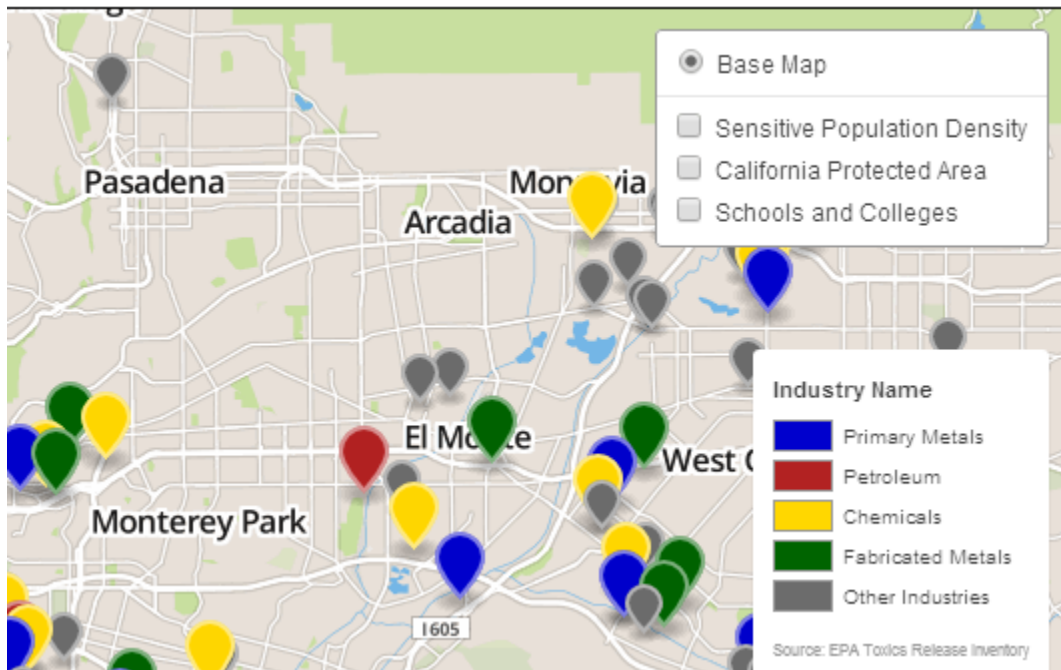 Base Map
Sensitive Population Density
California Protected Area
Schools and Colleges
Pasadena
Arcadia
El Monte
West
Monterey Park
I605
Industry Name
Primary Metals
Petroleum
Chemicals
Fabricated Metals
Other Industries
Source: EPA Toxics Release Inventory